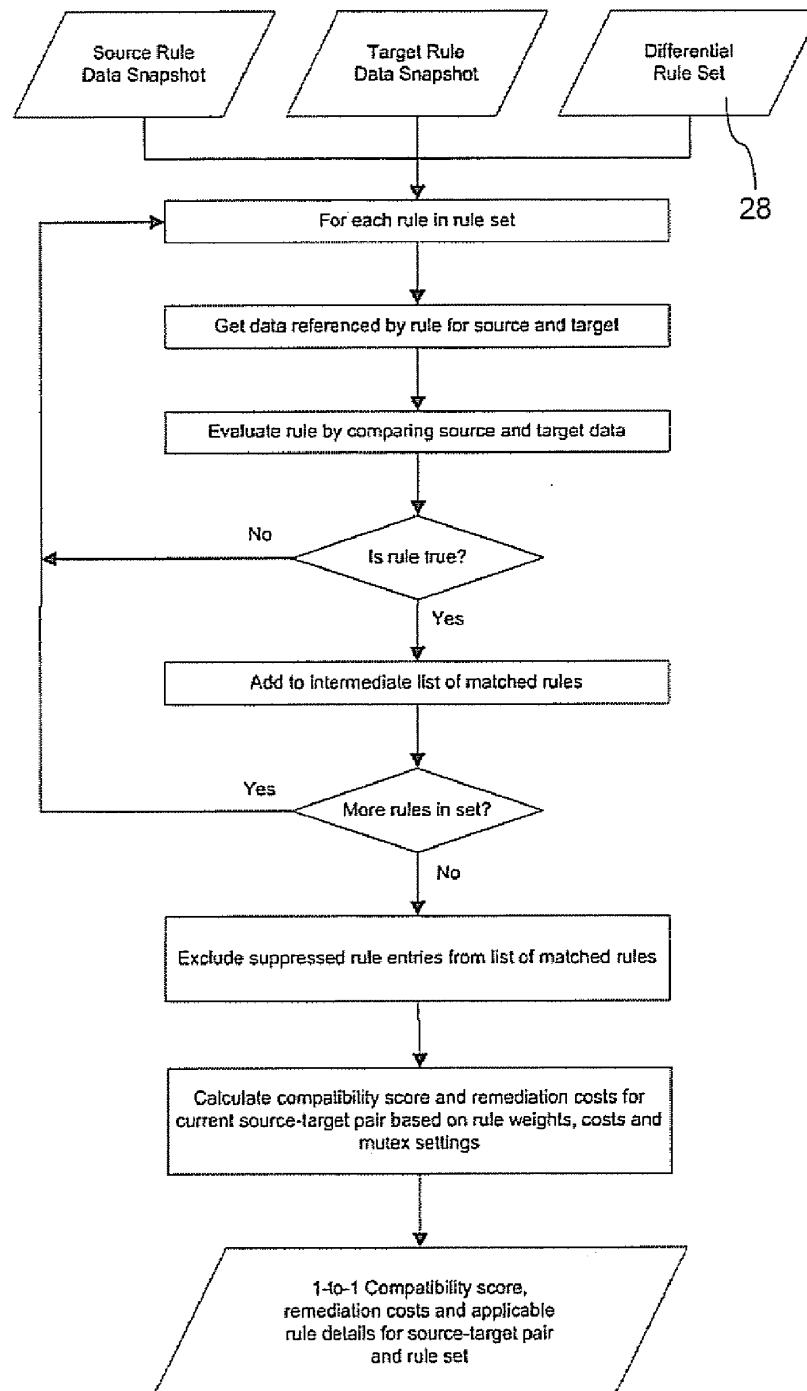 Source Rule
Data Snapshot
Target Rule
Data Snapshot
Differential
Rule Set
28
For each rule in rule set
Get data referenced by rule for source and target
Evaluate rule by comparing source and target data
No
Is rule true?
Yes
Add to intermediate list of matched rules
Yes
More rules in set?
No
Exclude suppressed rule entries from list of matched rules
Calculate compatibility score and remediation costs for
current source-target pair based on rule weights, costs and
mutex settings
1-to-1 Compatibility score,
remediation costs and applicable
rule details for source-target pair
and rule set